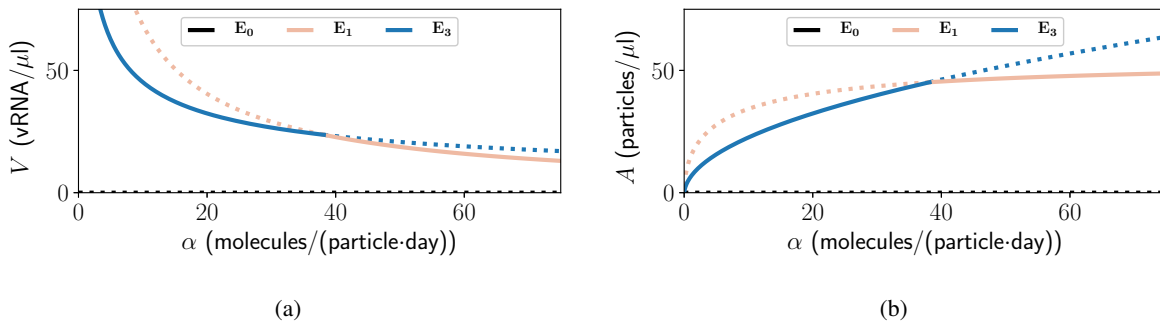 V (vRNA/μl)
50
0
E₀ E₁ E₃
0 20 40 60
α (molecules/(particle·day))
(a)
A (particles/μl)
50
0
E₀ E₁ E₃
0 20 40 60
α (molecules/(particle·day))
(b)